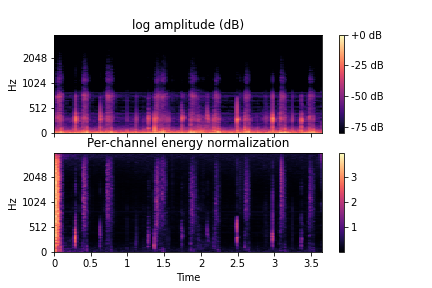 log amplitude (dB)
Hz
2048
1024
512
0
+0 dB
-25 dB
-50 dB
-75 dB
Per-channel energy normalization
Hz
2048
1024
512
0
3
2
1
0 0.5 1 1.5 2 2.5 3 3.5
Time